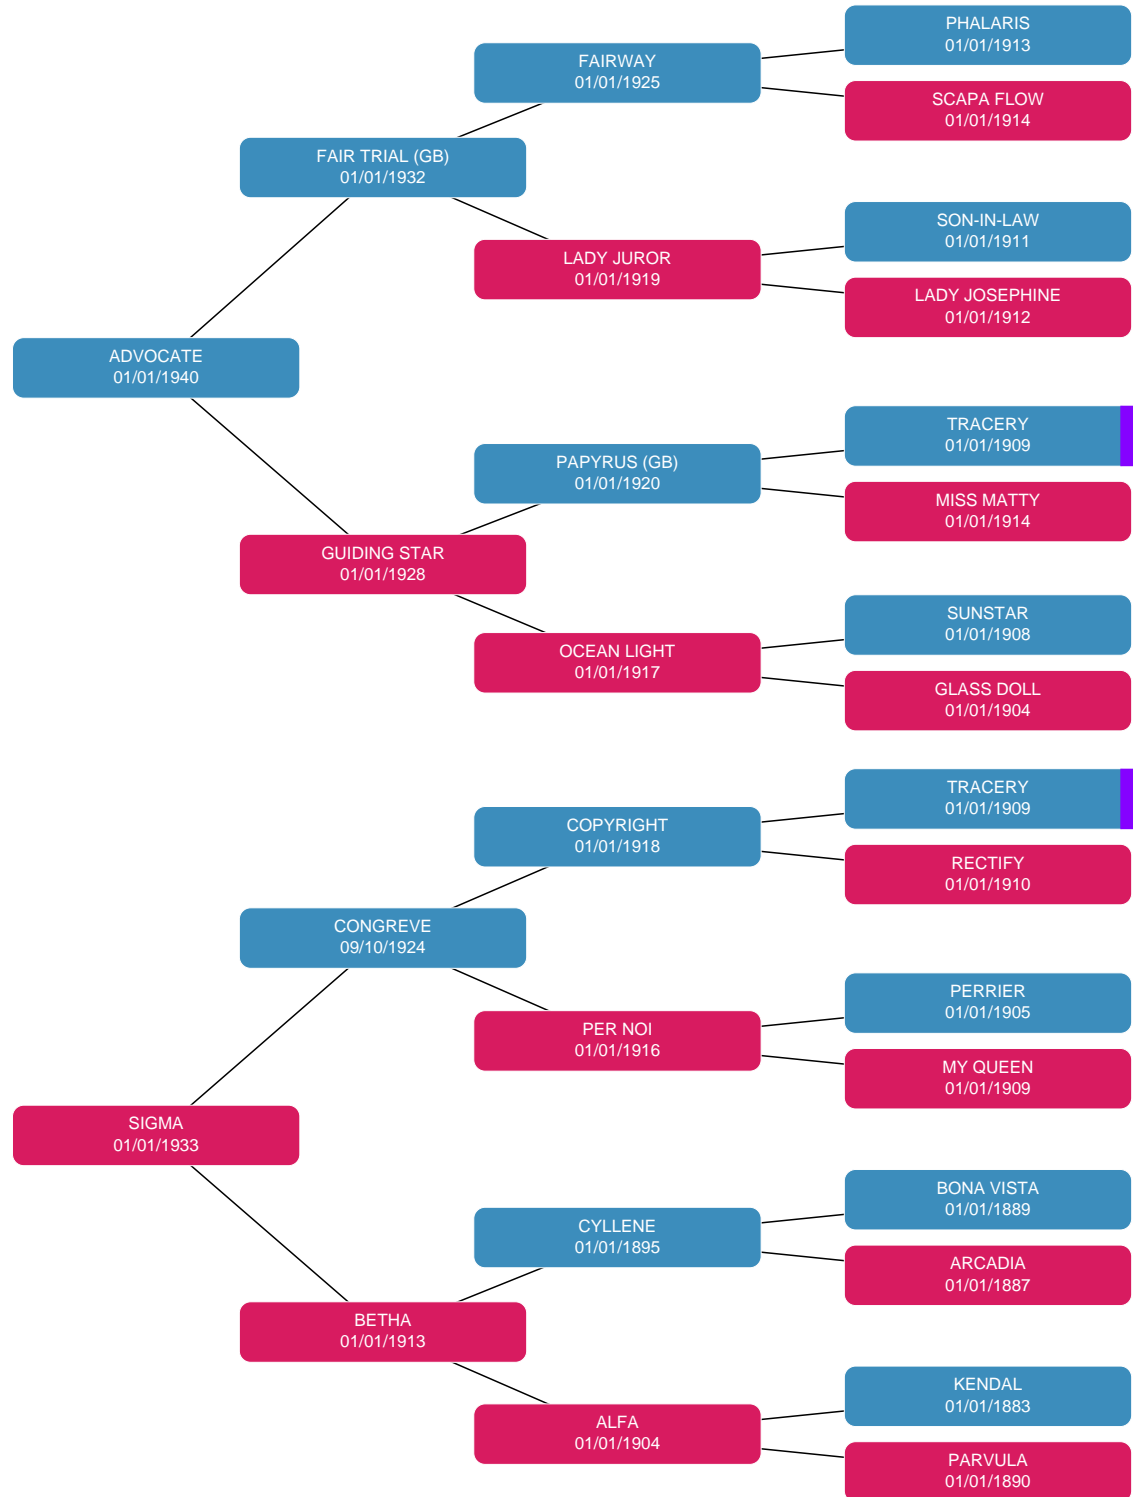 PHALARIS
01/01/1913
FAIRWAY
01/01/1925
SCAPA FLOW
01/01/1914
FAIR TRIAL (GB)
01/01/1932
SON-IN-LAW
01/01/1911
LADY JUROR
01/01/1919
LADY JOSEPHINE
01/01/1912
ADVOCATE
01/01/1940
TRACERY
01/01/1909
PAPYRUS (GB)
01/01/1920
MISS MATTY
01/01/1914
GUIDING STAR
01/01/1928
SUNSTAR
01/01/1908
OCEAN LIGHT
01/01/1917
GLASS DOLL
01/01/1904
TRACERY
01/01/1909
COPYRIGHT
01/01/1918
RECTIFY
01/01/1910
CONGREVE
09/10/1924
PERRIER
01/01/1905
PER NOI
01/01/1916
MY QUEEN
01/01/1909
SIGMA
01/01/1933
BONA VISTA
01/01/1889
CYLLENE
01/01/1895
ARCADIA
01/01/1887
BETHA
01/01/1913
KENDAL
01/01/1883
ALFA
01/01/1904
PARVULA
01/01/1890